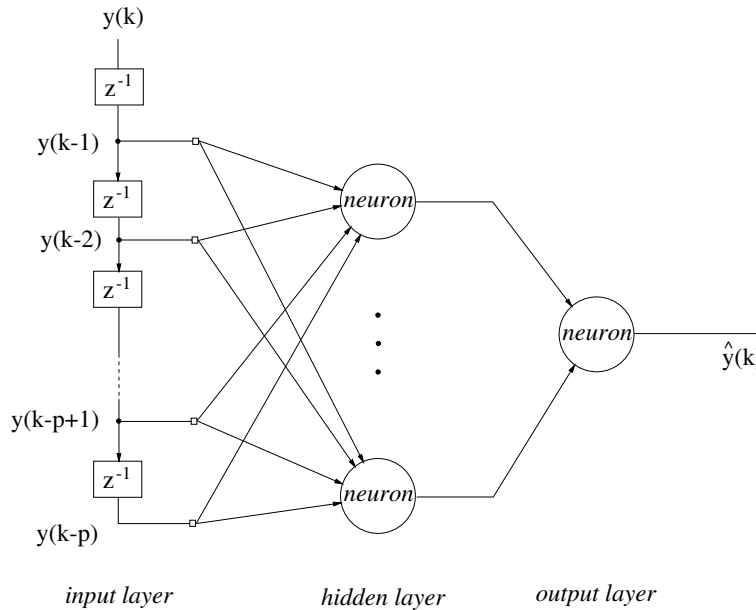 y(k)
z⁻¹
y(k-1)
z⁻¹
neuron
y(k-2)
z⁻¹
neuron
ŷ(k
y(k-p+1)
z⁻¹
neuron
y(k-p)
input layer
hidden layer
output layer